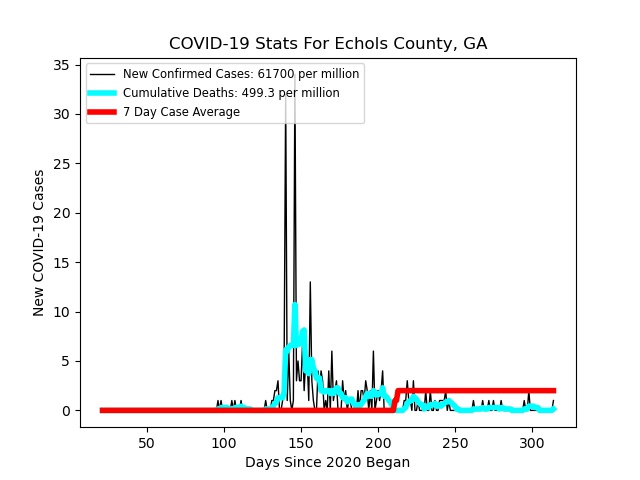 COVID-19 Stats For Echols County, GA
New Confirmed Cases: 61700 per million
Cumulative Deaths: 499.3 per million
7 Day Case Average
35
30
25
20
15
10
5
0
New COVID-19 Cases
50 100 150 200 250 300
Days Since 2020 Began